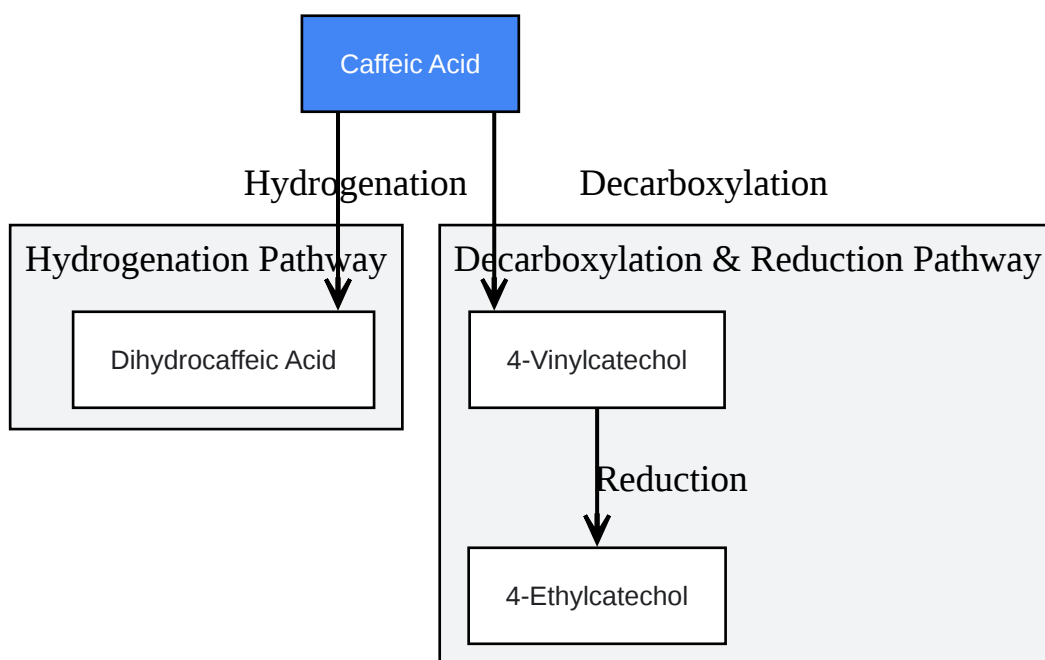 Caffeic Acid
Hydrogenation
Decarboxylation
Hydrogenation Pathway
Decarboxylation & Reduction Pathway
Dihydrocaffeic Acid
4-Vinylcatechol
Reduction
4-Ethylcatechol